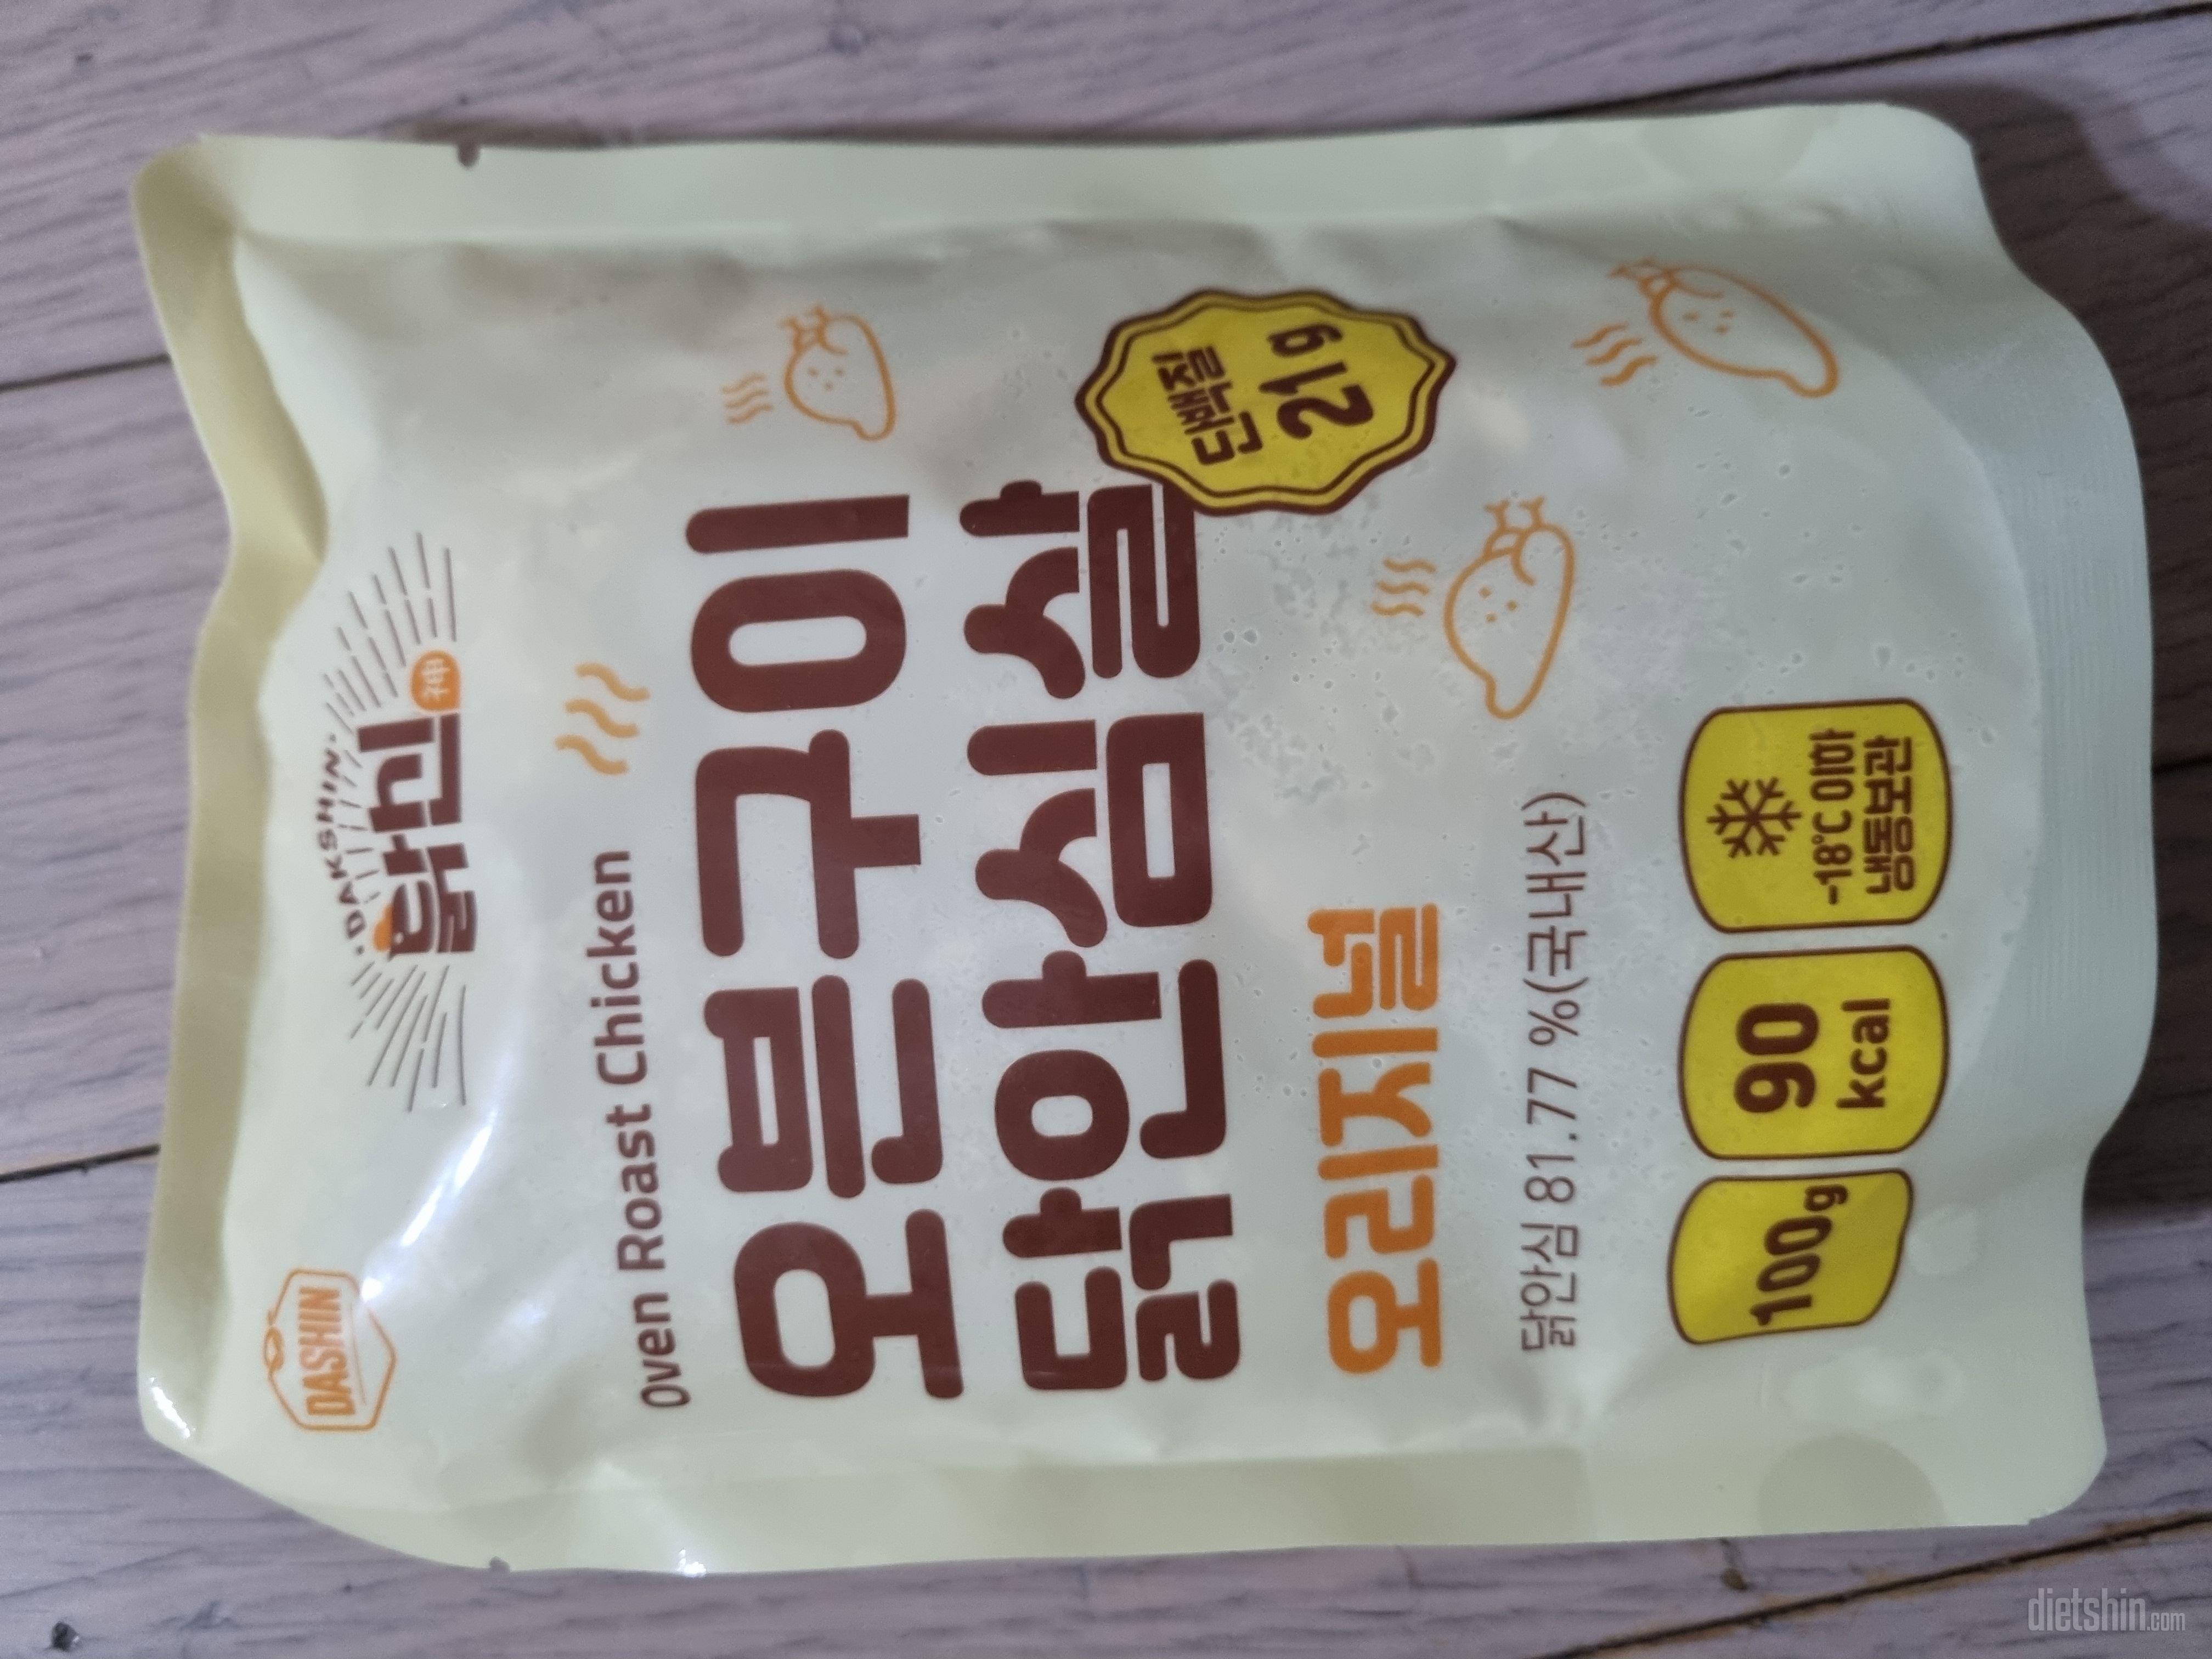 DASHIN
·DAKSHIN·
닭신 神
Oven Roast Chicken
오븐구이
닭안심살
단백질
21g
오리지널
닭안심 81.77 %(국내산)
100g
90
kcal
-18℃ 이하
냉동보관
dietshin.com